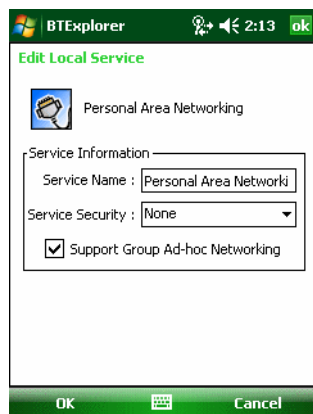 BTExplorer 2:13 ok
Edit Local Service
Personal Area Networking
Service Information
Service Name : Personal Area Networki
Service Security : None
Support Group Ad-hoc Networking
OK Cancel